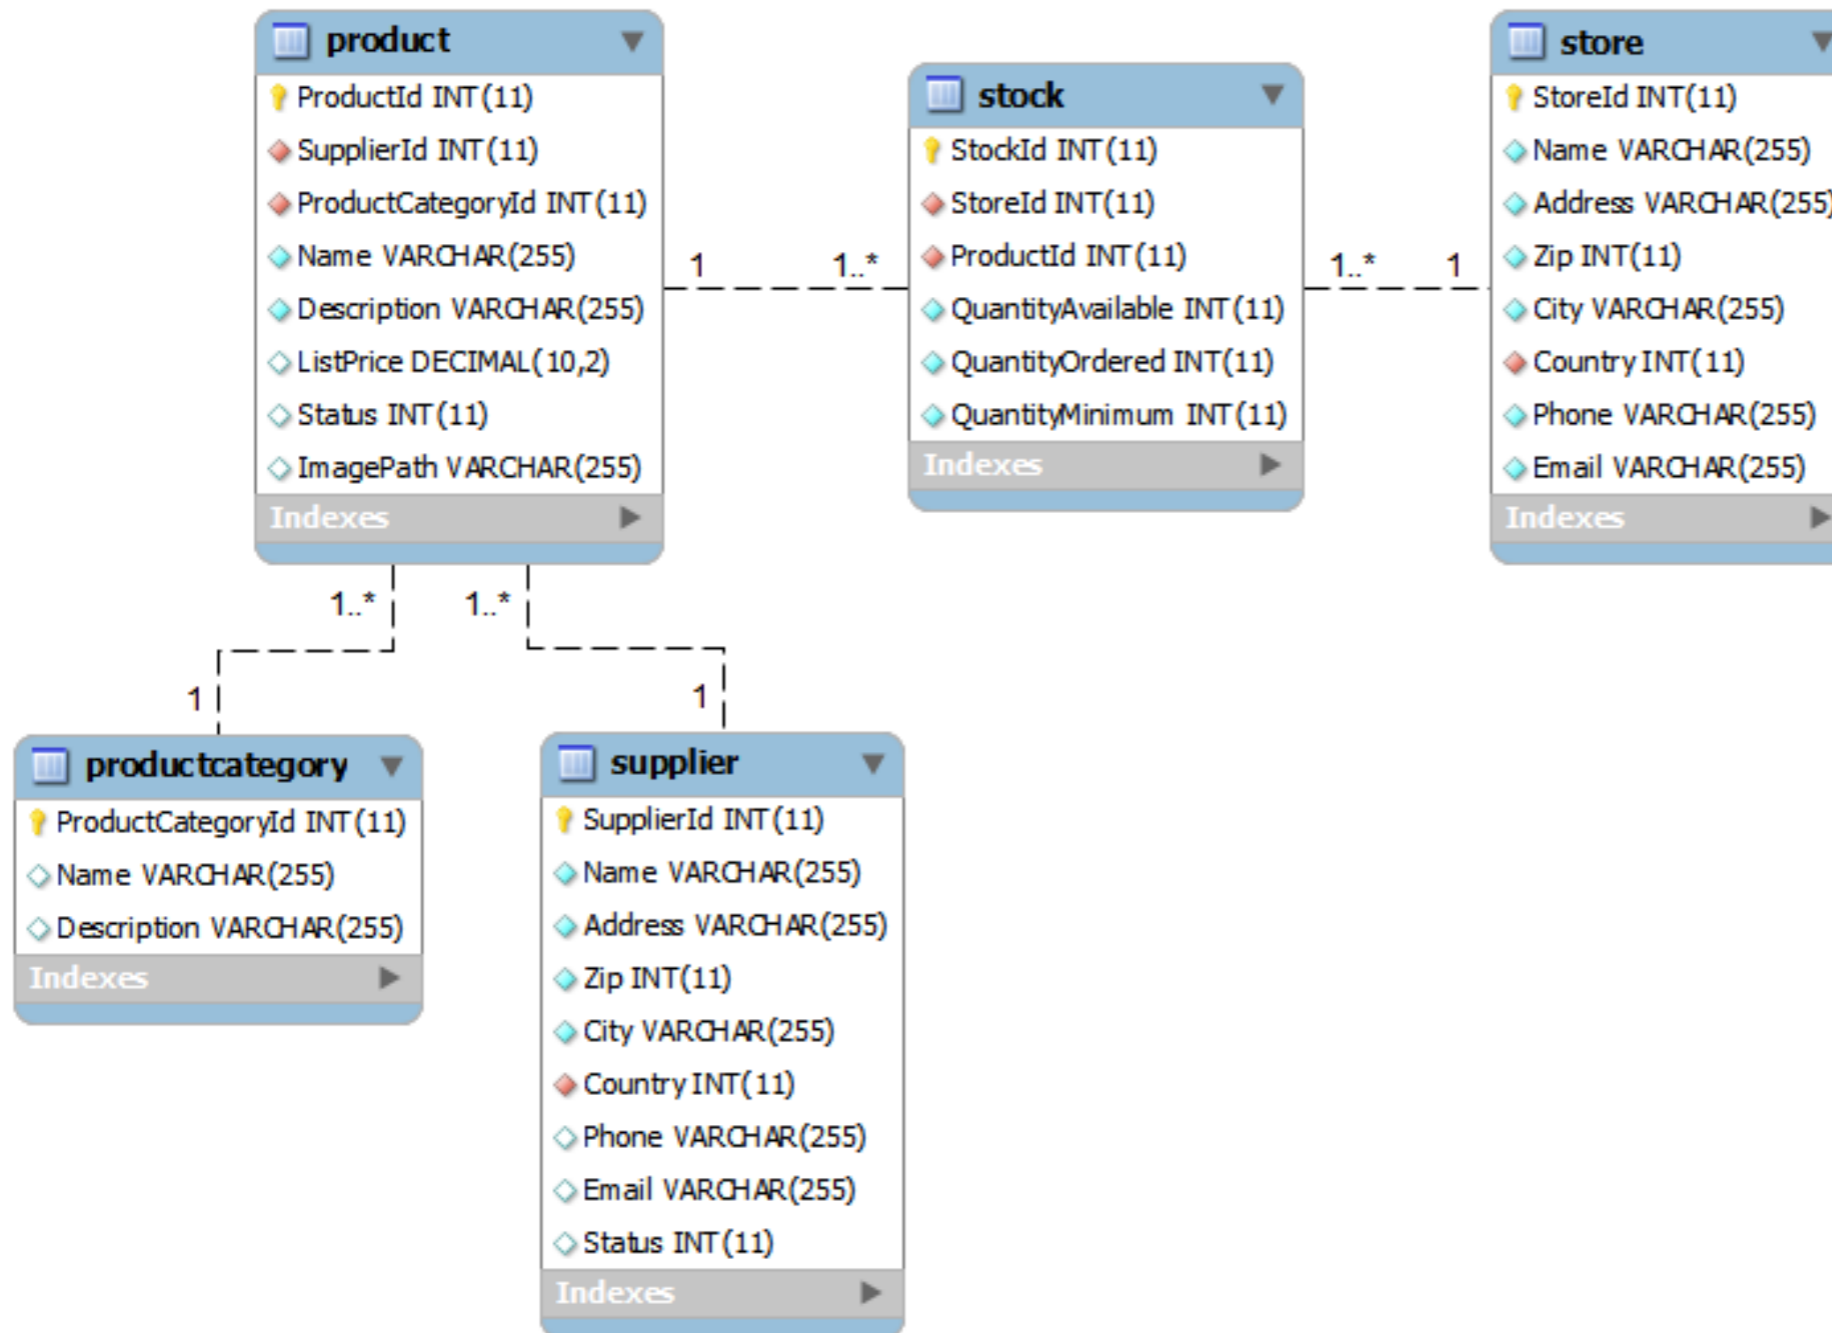 product
ProductId INT(11)
SupplierId INT(11)
ProductCategoryId INT(11)
Name VARCHAR(255)
Description VARCHAR(255)
ListPrice DECIMAL(10,2)
Status INT(11)
ImagePath VARCHAR(255)
Indexes
1
1..*
stock
StockId INT(11)
StoreId INT(11)
ProductId INT(11)
QuantityAvailable INT(11)
QuantityOrdered INT(11)
QuantityMinimum INT(11)
Indexes
1..*
1
store
StoreId INT(11)
Name VARCHAR(255)
Address VARCHAR(255)
Zip INT(11)
City VARCHAR(255)
Country INT(11)
Phone VARCHAR(255)
Email VARCHAR(255)
Indexes
1..*
1..*
1
1
productcategory
ProductCategoryId INT(11)
Name VARCHAR(255)
Description VARCHAR(255)
Indexes
supplier
SupplierId INT(11)
Name VARCHAR(255)
Address VARCHAR(255)
Zip INT(11)
City VARCHAR(255)
Country INT(11)
Phone VARCHAR(255)
Email VARCHAR(255)
Status INT(11)
Indexes